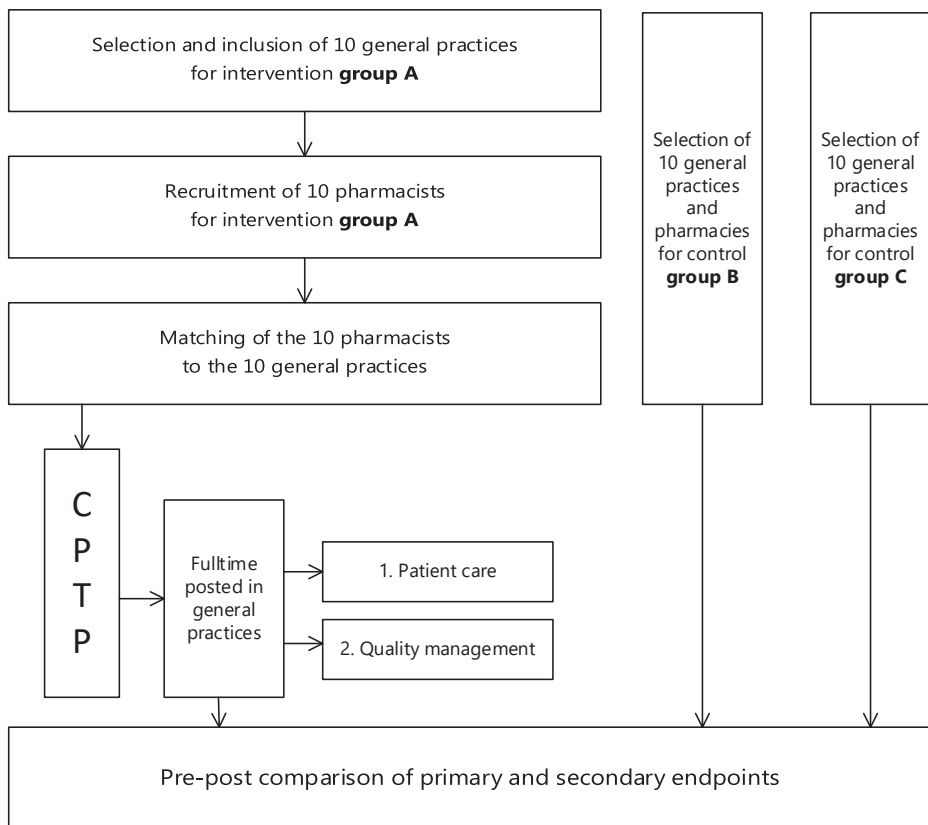 Selection and inclusion of 10 general practices
for intervention group A
Recruitment of 10 pharmacists
for intervention group A
Matching of the 10 pharmacists
to the 10 general practices
Selection of
10 general
practices
and
pharmacies
for control
group B
Selection of
10 general
practices
and
pharmacies
for control
group C
C
P
T
P
Fulltime
posted in
general
practices
1. Patient care
2. Quality management
Pre-post comparison of primary and secondary endpoints